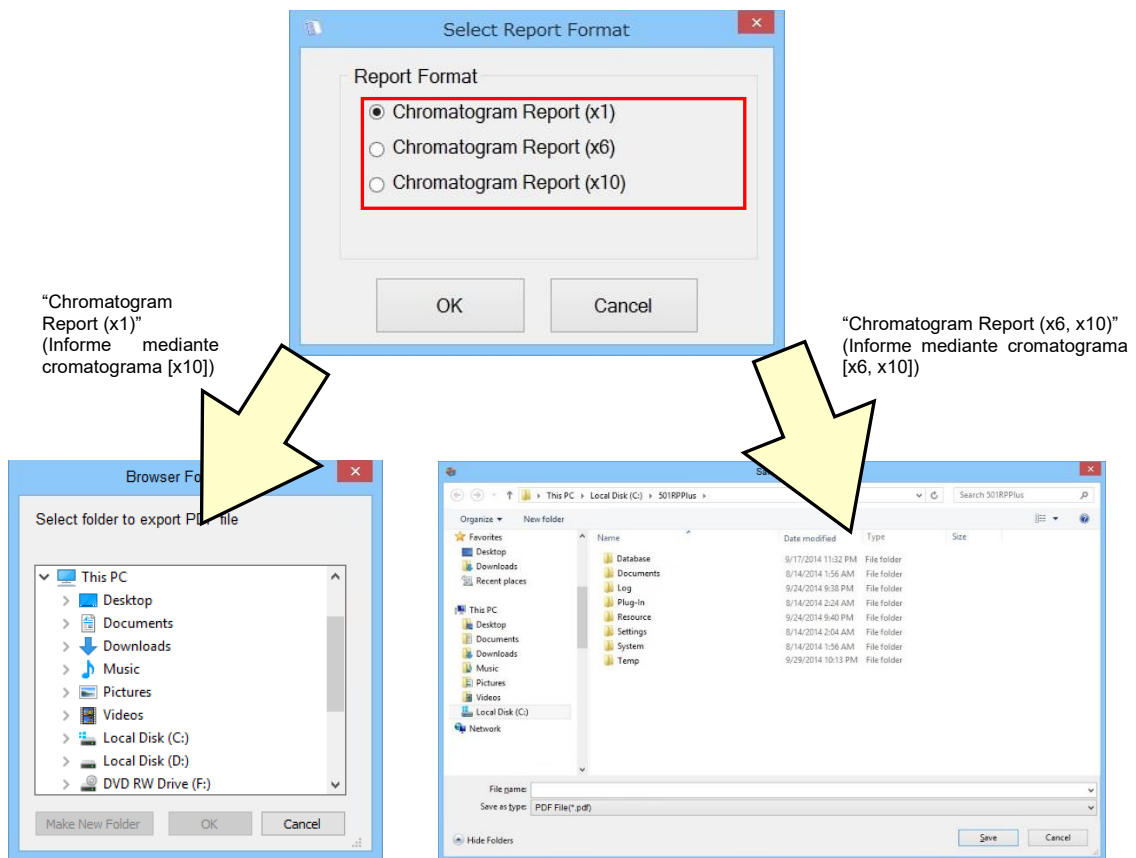 Select Report Format
Report Format
Chromatogram Report (x1)
Chromatogram Report (x6)
Chromatogram Report (x10)
OK Cancel
“Chromatogram
Report (x1)”
(Informe mediante
cromatograma [x10])
“Chromatogram Report (x6, x10)”
(Informe mediante cromatograma
[x6, x10])
Browser Fo
Select folder to export PDF file
This PC
Desktop
Documents
Downloads
Music
Pictures
Videos
Local Disk (C:)
Local Disk (D:)
DVD RW Drive (F:)
Make New Folder OK Cancel
Sa
This PC Local Disk (C:) 501RPPlus Search 501RPPlus
Organize New folder
Favorites
Desktop
Downloads
Recent places
This PC
Desktop
Documents
Downloads
Music
Pictures
Videos
Local Disk (C:)
Network
Name Date modified Type Size
Database 9/17/2014 11:32 PM File folder
Documents 8/14/2014 1:56 AM File folder
Log 9/24/2014 9:38 PM File folder
Plug-In 8/14/2014 2:24 AM File folder
Resource 9/24/2014 9:40 PM File folder
Settings 8/14/2014 2:04 AM File folder
System 8/14/2014 1:56 AM File folder
Temp 9/29/2014 10:13 PM File folder
File name:
Save as type: PDF File(*.pdf)
Hide Folders Save Cancel